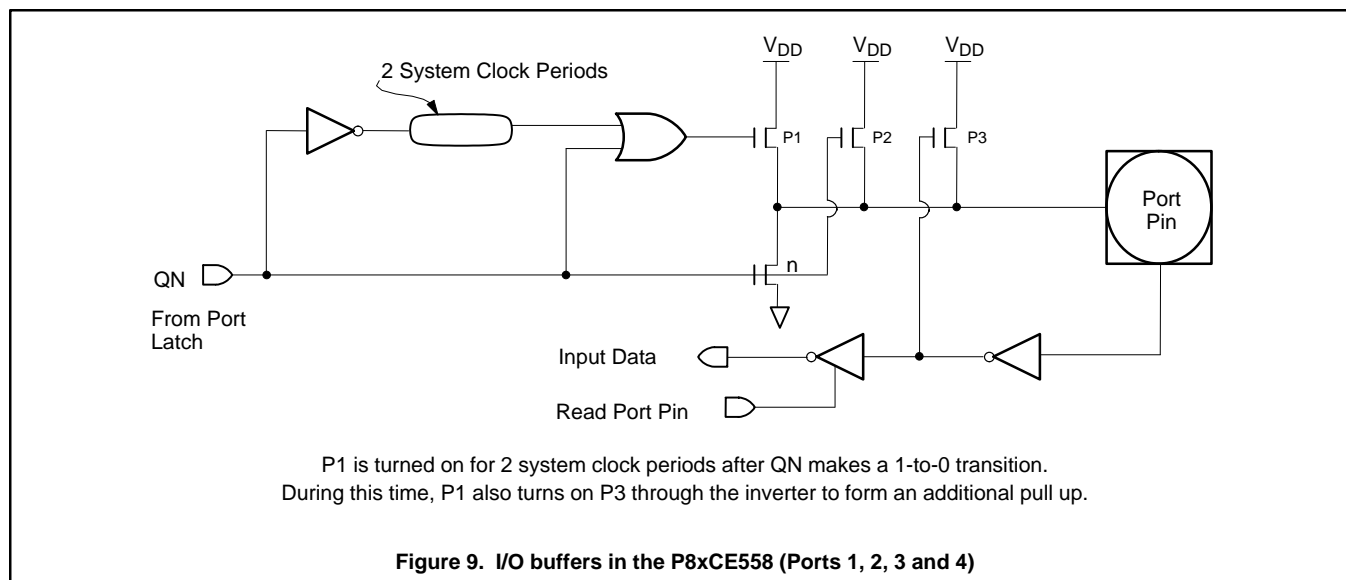 V_DD V_DD V_DD
2 System Clock Periods
P1 P2 P3
Port
Pin
n
QN
From Port
Latch
Input Data
Read Port Pin
P1 is turned on for 2 system clock periods after QN makes a 1-to-0 transition.
During this time, P1 also turns on P3 through the inverter to form an additional pull up.
Figure 9. I/O buffers in the P8xCE558 (Ports 1, 2, 3 and 4)